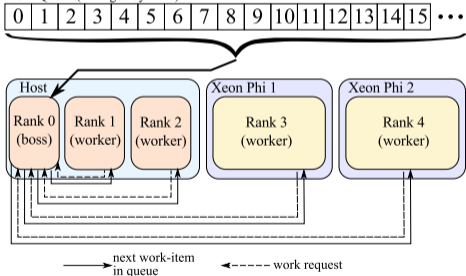 0 1 2 3 4 5 6 7 8 9 10 11 12 13 14 15 •••
Host Xeon Phi 1 Xeon Phi 2
Rank 0 Rank 1 Rank 2 Rank 3 Rank 4
(boss) (worker) (worker) (worker) (worker)
next work-item work request
in queue